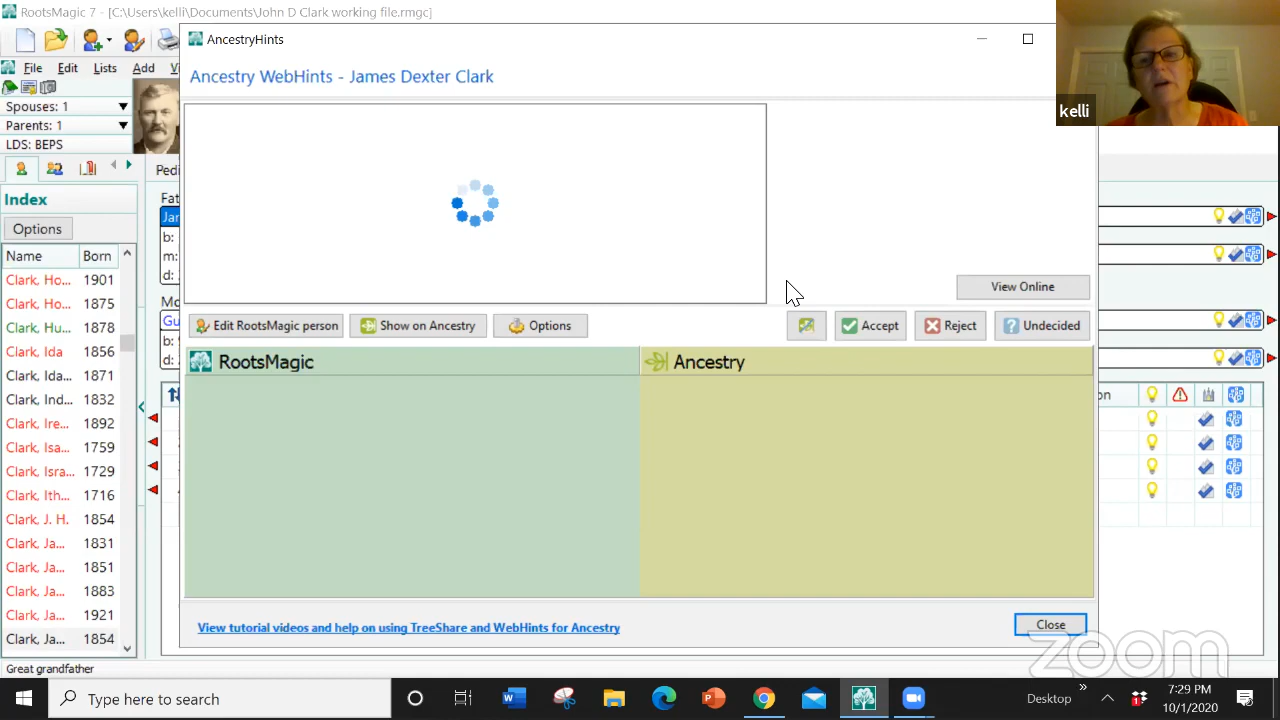 RootsMagic 7 - [C:\Users\kelli\Documents\John D Clark working file.rmgc]
File Edit Lists Add
Spouses: 1
Parents: 1
LDS: BEPS
Index
Options
Name Born
Clark, Ho... 1901
Clark, Ho... 1875
Clark, Hu... 1878
Clark, Ida 1856
Clark, Ida... 1871
Clark, Ind... 1832
Clark, Ire... 1892
Clark, Isa... 1759
Clark, Isra... 1729
Clark, Ith... 1716
Clark, J. H. 1854
Clark, Ja... 1831
Clark, Ja... 1851
Clark, Ja... 1883
Clark, Ja... 1921
Clark, Ja... 1854
Great grandfather
Pedi
Fat
Jar
b:
m:
d:
Mo
Gu
b:
d:
on
AncestryHints
Ancestry WebHints - James Dexter Clark
View Online
Edit RootsMagic person Show on Ancestry Options Accept Reject Undecided
RootsMagic Ancestry
View tutorial videos and help on using TreeShare and WebHints for Ancestry
Close
kelli
zoom
Type here to search
Desktop
7:29 PM
10/1/2020